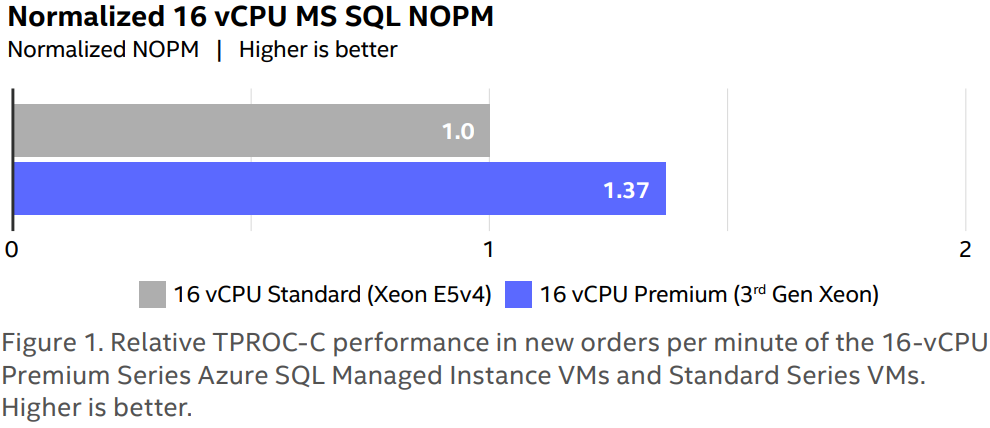 Normalized 16 vCPU MS SQL NOPM
Normalized NOPM | Higher is better
1.0
1.37
0 1 2
16 vCPU Standard (Xeon E5v4) 16 vCPU Premium (3rd Gen Xeon)
Figure 1. Relative TPROC-C performance in new orders per minute of the 16-vCPU
Premium Series Azure SQL Managed Instance VMs and Standard Series VMs.
Higher is better.